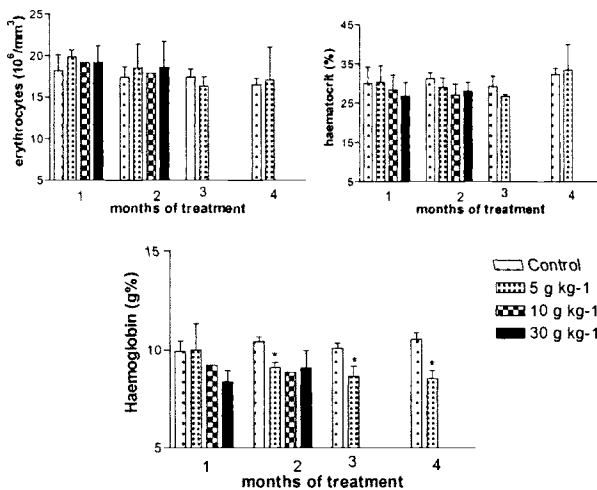 erythrocytes (10⁶/mm³)
25
20
15
10
5
1 2 3 4
months of treatment
haematocrit (%)
45
35
25
15
5
1 2 3 4
months of treatment
Haemoglobin (g%)
15
10
5
* * *
1 2 3 4
months of treatment
Control
5 g kg-1
10 g kg-1
30 g kg-1